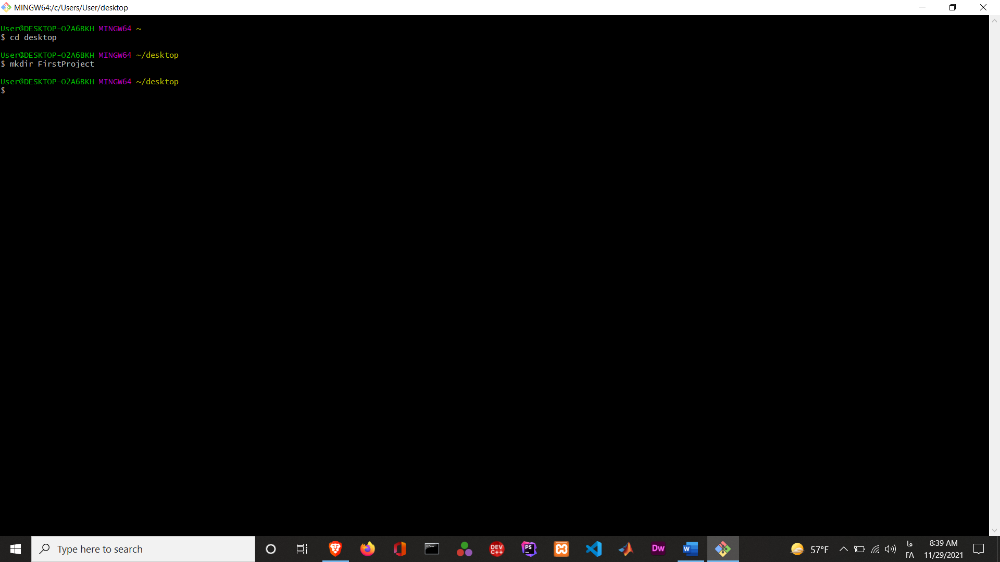 MINGW64:/c/Users/User/desktop
User@DESKTOP-O2A6BKH MINGW64 ~
$ cd desktop
User@DESKTOP-O2A6BKH MINGW64 ~/desktop
$ mkdir FirstProject
User@DESKTOP-O2A6BKH MINGW64 ~/desktop
$
Type here to search
DEV C++
PS
Dw
W
57°F
فا
FA
8:39 AM
11/29/2021